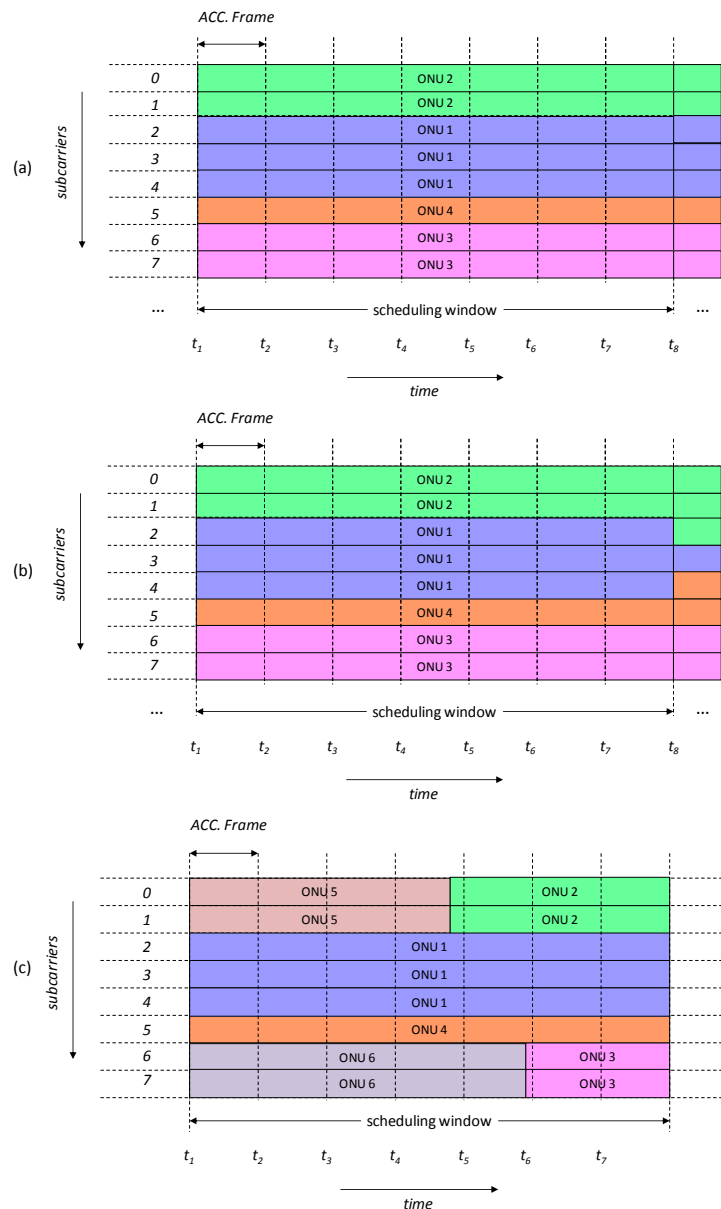 ACC. Frame
0 ONU 2
1 ONU 2
2 ONU 1
(a) subcarriers 3 ONU 1
4 ONU 1
5 ONU 4
6 ONU 3
7 ONU 3
... scheduling window ...
t1 t2 t3 t4 t5 t6 t7 t8
time
ACC. Frame
0 ONU 2
1 ONU 2
2 ONU 1
(b) subcarriers 3 ONU 1
4 ONU 1
5 ONU 4
6 ONU 3
7 ONU 3
... scheduling window ...
t1 t2 t3 t4 t5 t6 t7 t8
time
ACC. Frame
0 ONU 5 ONU 2
1 ONU 5 ONU 2
2 ONU 1
(c) subcarriers 3 ONU 1
4 ONU 1
5 ONU 4
6 ONU 6 ONU 3
7 ONU 6 ONU 3
scheduling window
t1 t2 t3 t4 t5 t6 t7
time